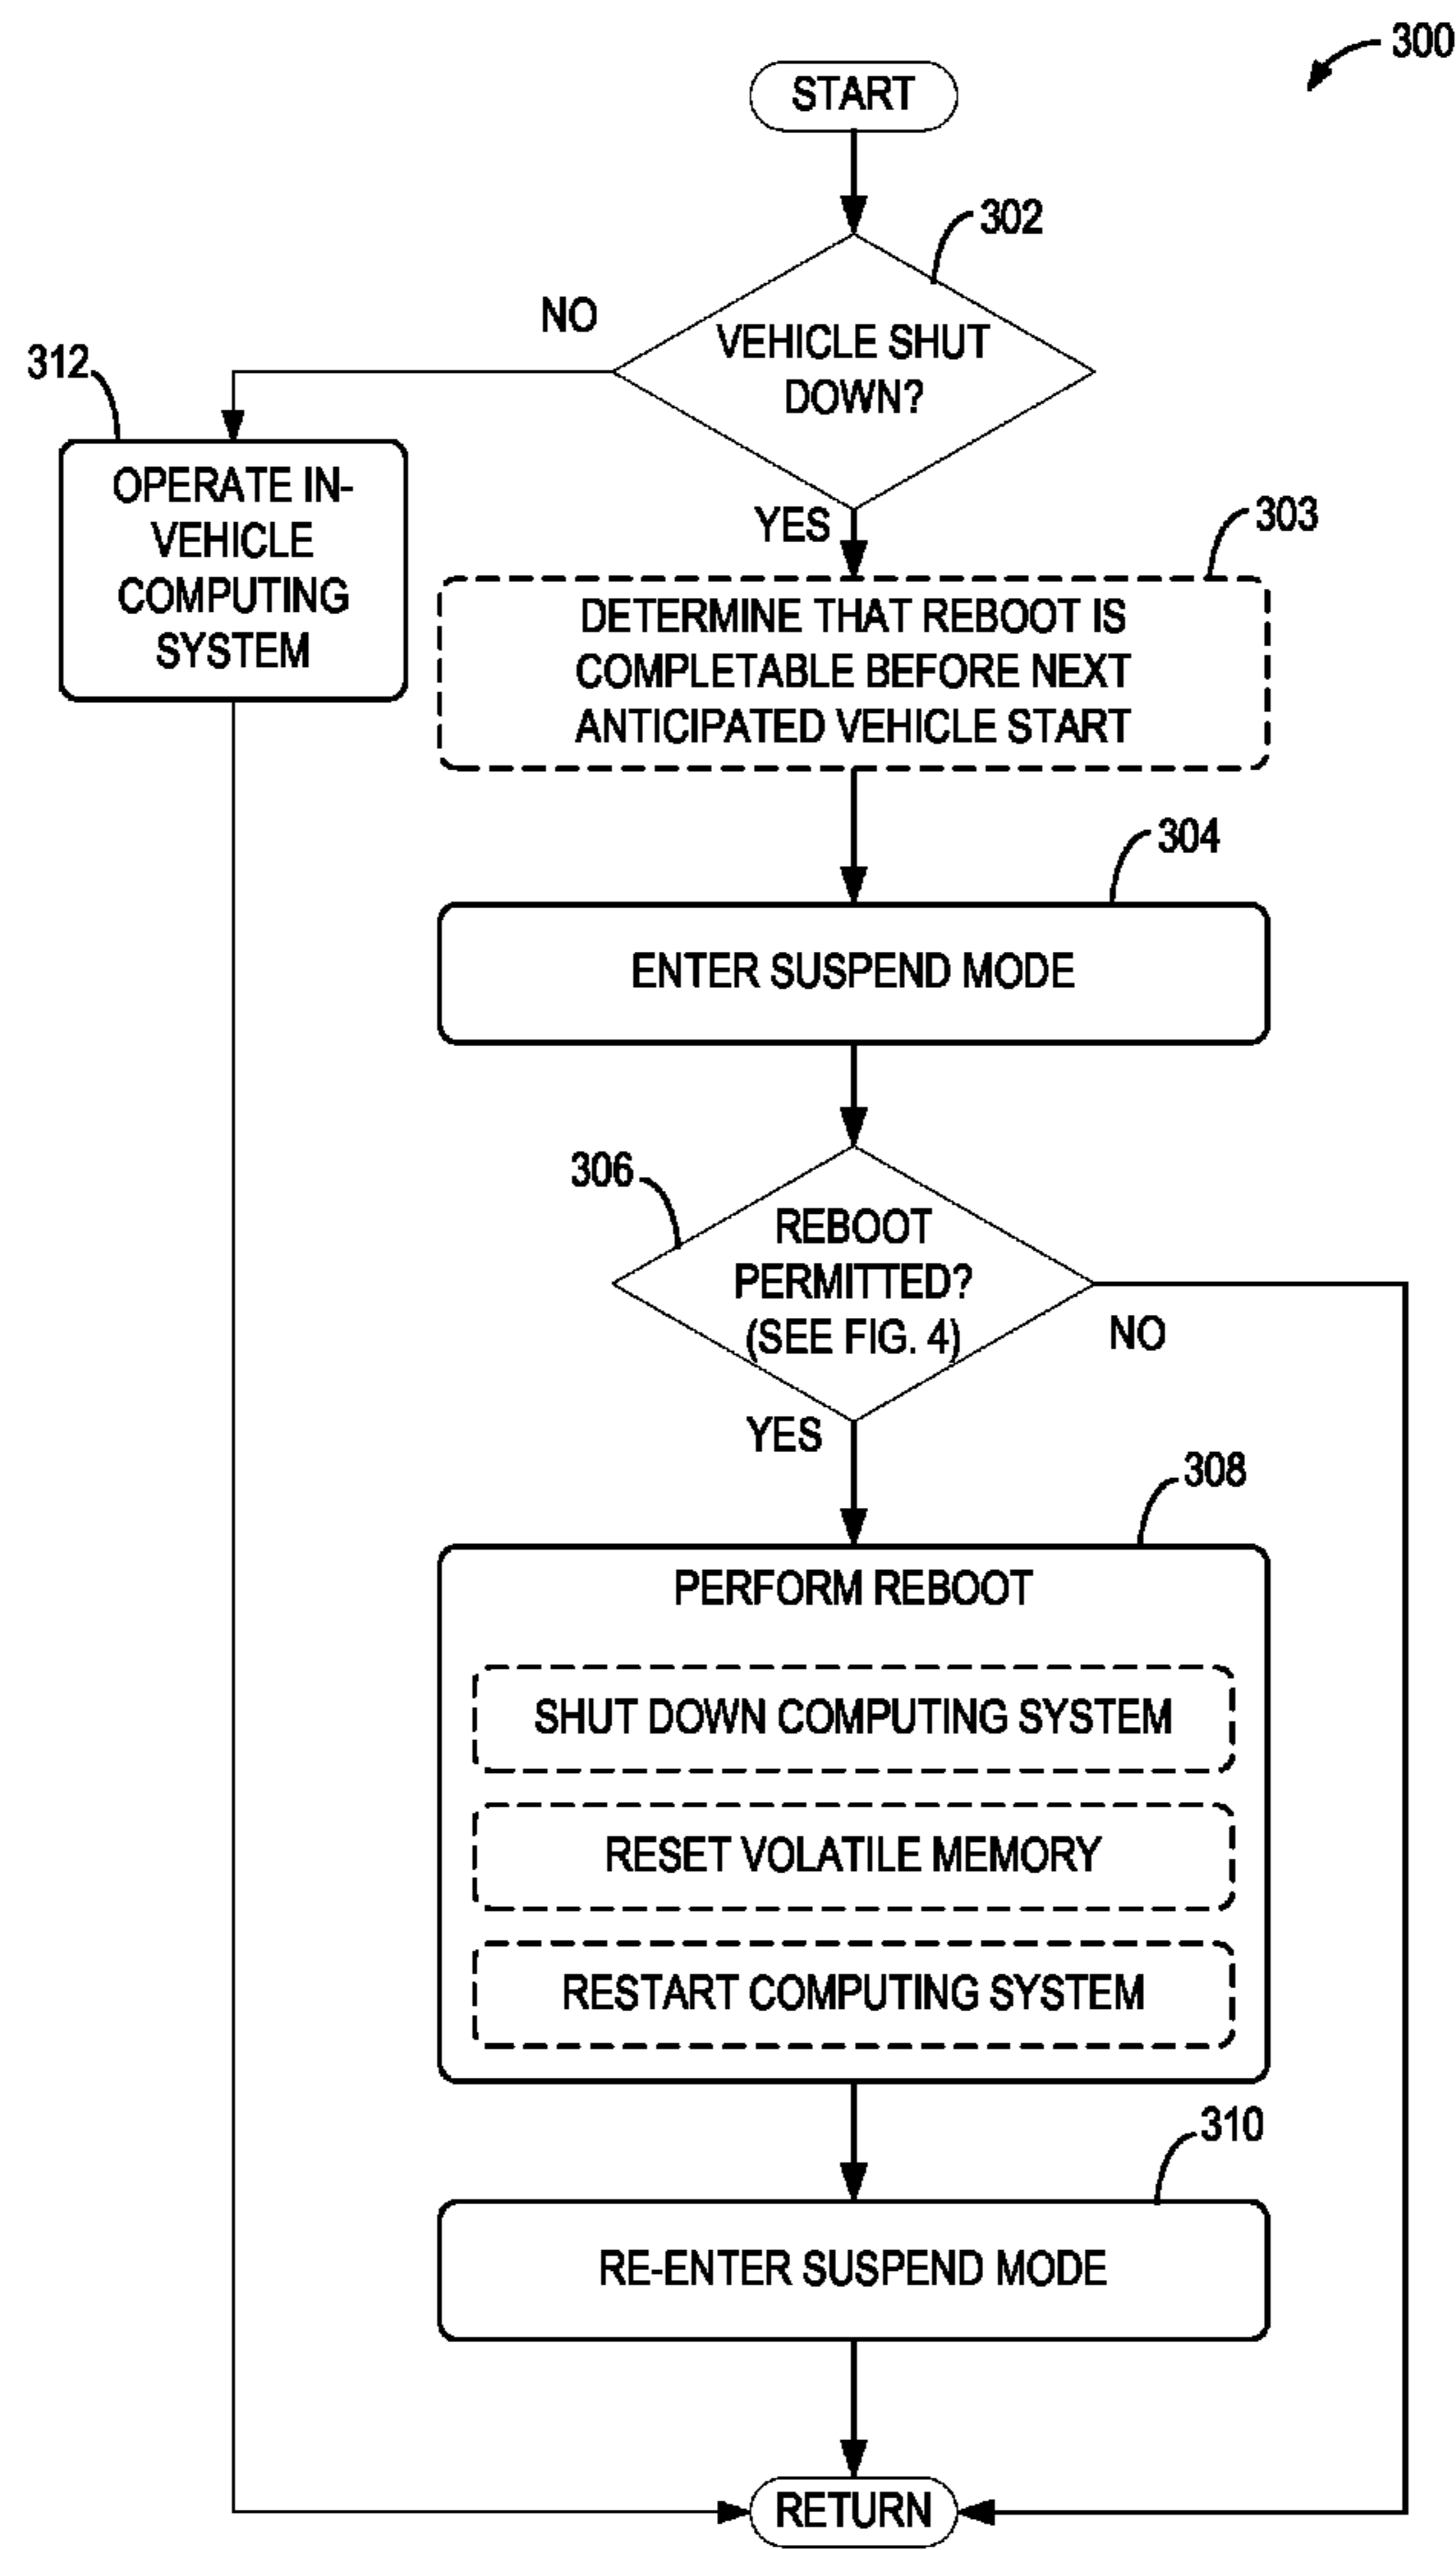 300
START
302
NO
VEHICLE SHUT
DOWN?
312
OPERATE IN-
VEHICLE
COMPUTING
SYSTEM
YES
303
DETERMINE THAT REBOOT IS
COMPLETABLE BEFORE NEXT
ANTICIPATED VEHICLE START
304
ENTER SUSPEND MODE
306
REBOOT
PERMITTED?
(SEE FIG. 4)
NO
YES
308
PERFORM REBOOT
SHUT DOWN COMPUTING SYSTEM
RESET VOLATILE MEMORY
RESTART COMPUTING SYSTEM
310
RE-ENTER SUSPEND MODE
RETURN